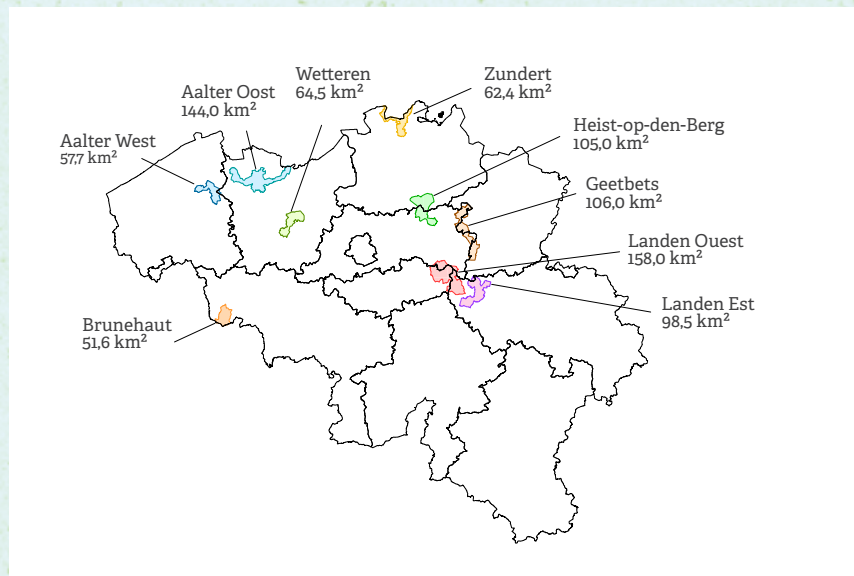 Wetteren
64,5 km²
Zundert
62,4 km²
Aalter Oost
144,0 km²
Heist-op-den-Berg
105,0 km²
Aalter West
57,7 km²
Geetbets
106,0 km²
Landen Ouest
158,0 km²
Landen Est
98,5 km²
Brunehaut
51,6 km²